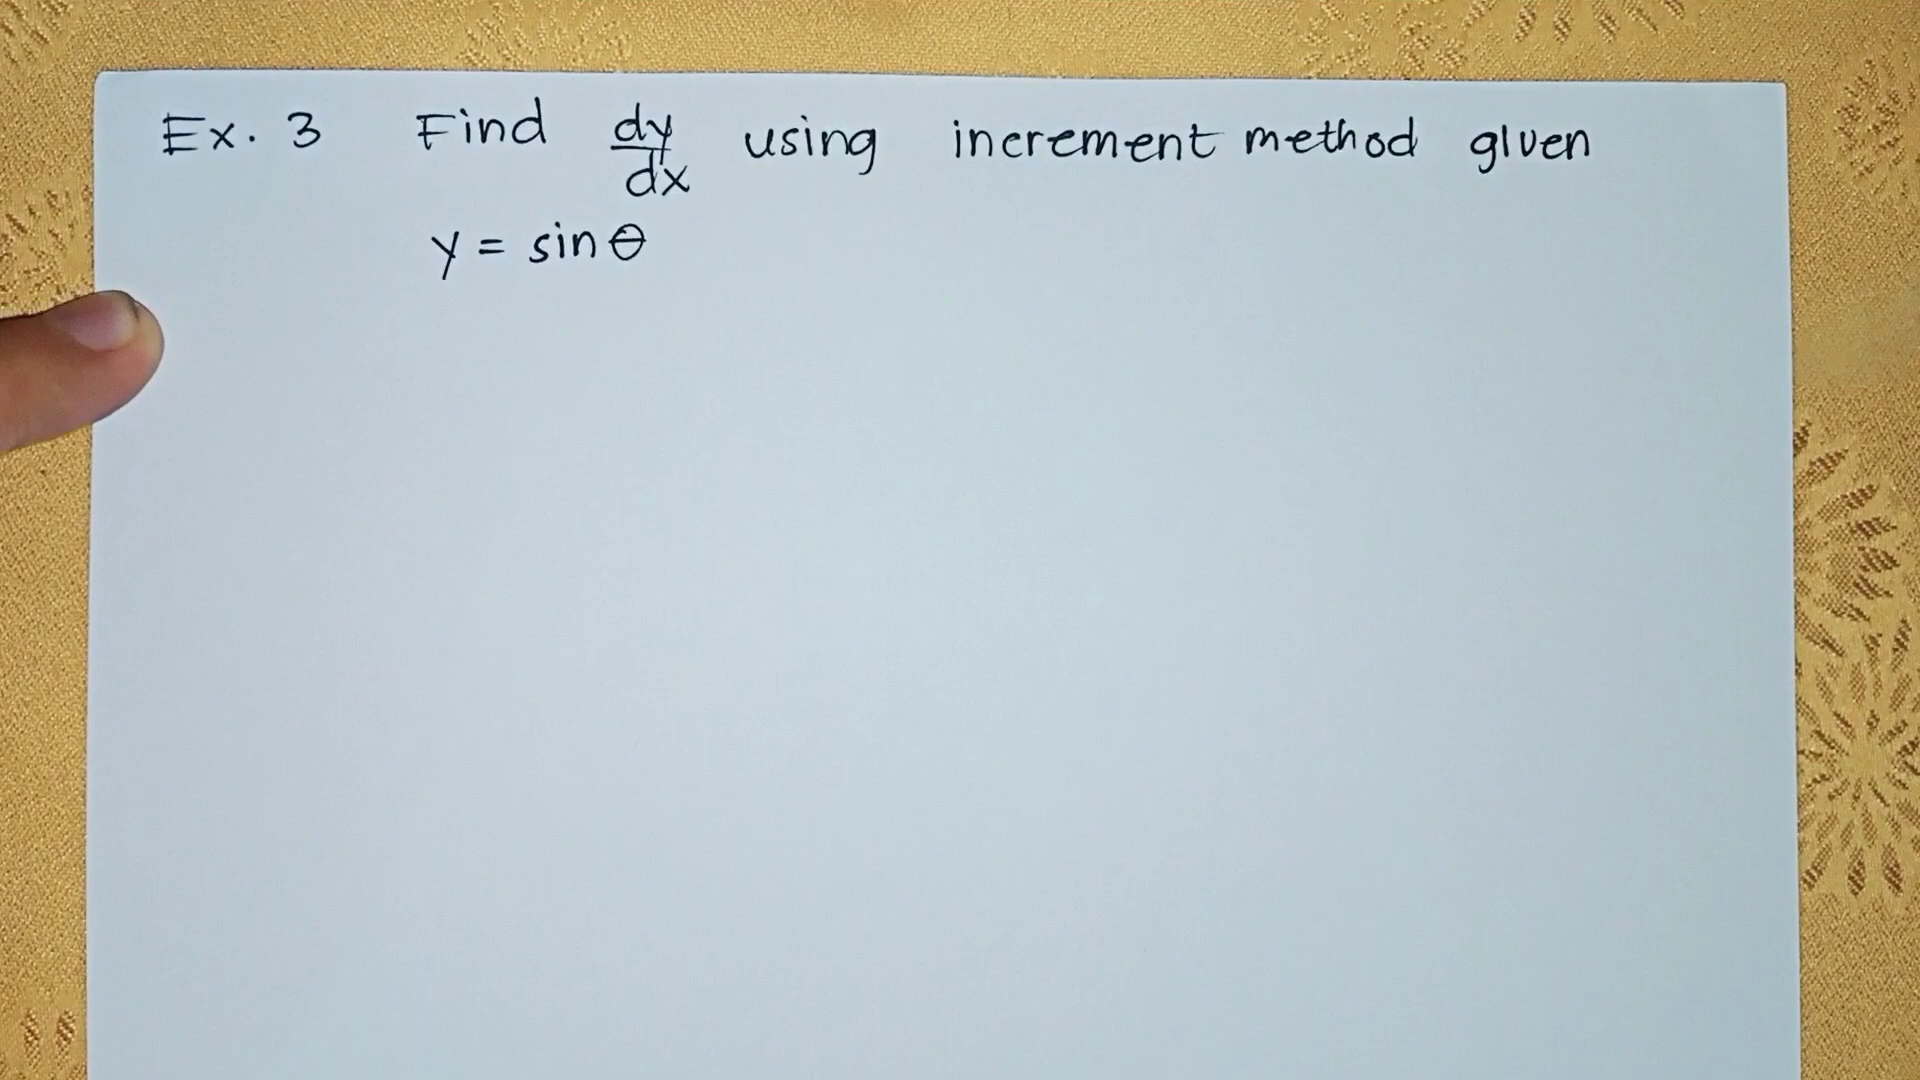 Ex. 3 Find dy/dx using increment method given
y = sin θ